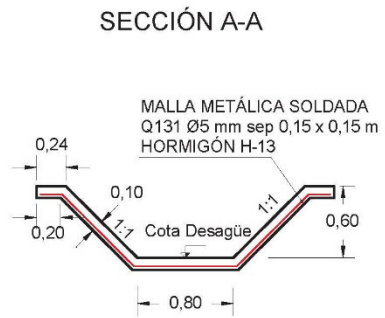 SECCIÓN A-A
MALLA METÁLICA SOLDADA
Q131 Ø5 mm sep 0,15 x 0,15 m
HORMIGÓN H-13
0,24
0,10
1:1
1:1
0,20
Cota Desagüe
0,60
0,80